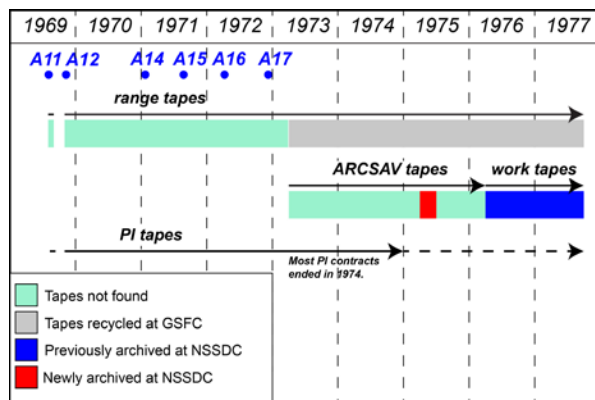 1969 1970 1971 1972 1973 1974 1975 1976 1977
A11 A12 A14 A15 A16 A17
range tapes
ARCSAV tapes work tapes
PI tapes
Most PI contracts
ended in 1974.
Tapes not found
Tapes recycled at GSFC
Previously archived at NSSDC
Newly archived at NSSDC